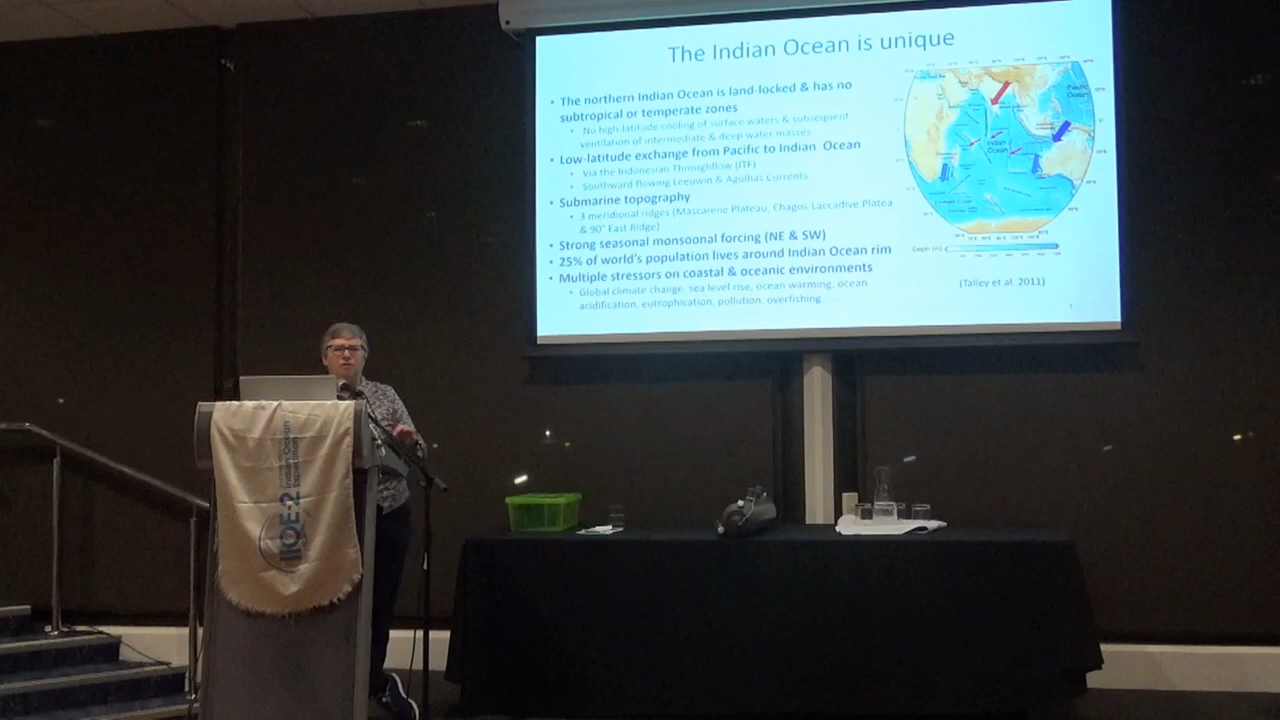 The Indian Ocean is unique
• The northern Indian Ocean is land-locked & has no
subtropical or temperate zones
• No high-latitude cooling of surface waters & subsequent
ventilation of intermediate & deep water masses
• Low-latitude exchange from Pacific to Indian Ocean
• Via the Indonesian Throughflow (ITF)
• Southward flowing Leeuwin & Agulhas Currents
• Submarine topography
• 3 meridional ridges (Mascarene Plateau, Chagos-Laccadive Platea
& 90° East Ridge)
• Strong seasonal monsoonal forcing (NE & SW)
• 25% of world's population lives around Indian Ocean rim
• Multiple stressors on coastal & oceanic environments
• Global climate change, sea level rise, ocean warming, ocean
acidification, eutrophication, pollution, overfishing.....
Pacific
Ocean
Indian
Ocean
Depth (m)
(Talley et al. 2011)
IIOE-2
Indian Ocean
Expedition